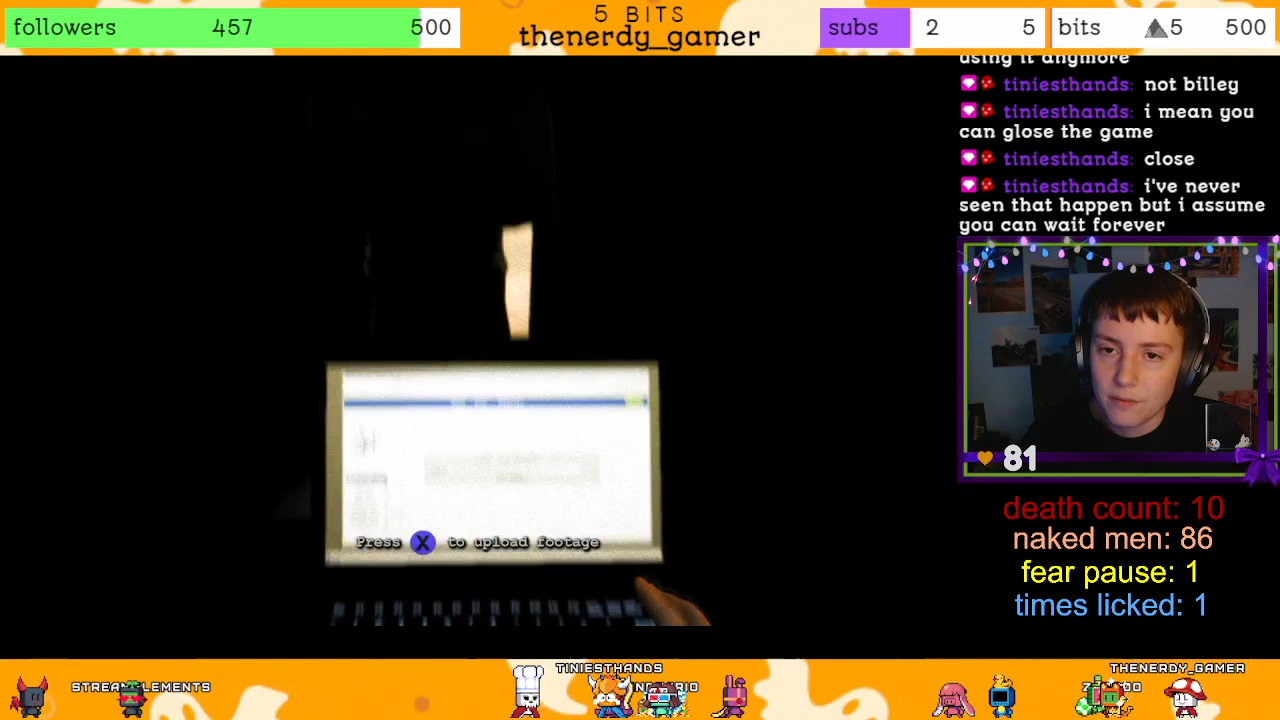 followers 457 500
5 BITS
thenerdy_gamer
subs 2 5
bits 5 500
using it anymore
tiniesthands: not billey
tiniesthands: i mean you
can glose the game
tiniesthands: close
tiniesthands: i've never
seen that happen but i assume
you can wait forever
81
Press X to upload footage
death count: 10
naked men: 86
fear pause: 1
times licked: 1
TINIESTHANDS
THENERDY_GAMER
STREAMELEMENTS